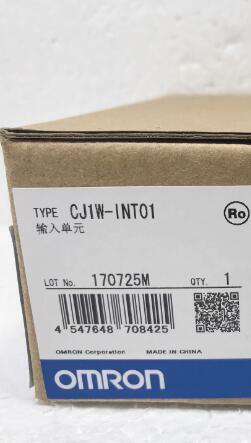 TYPE CJ1W-INT01
Ro
输入单元
LOT No. 170725M QTY. 1
4 547648 708425
OMRON Corporation MADE IN CHINA
OMRON